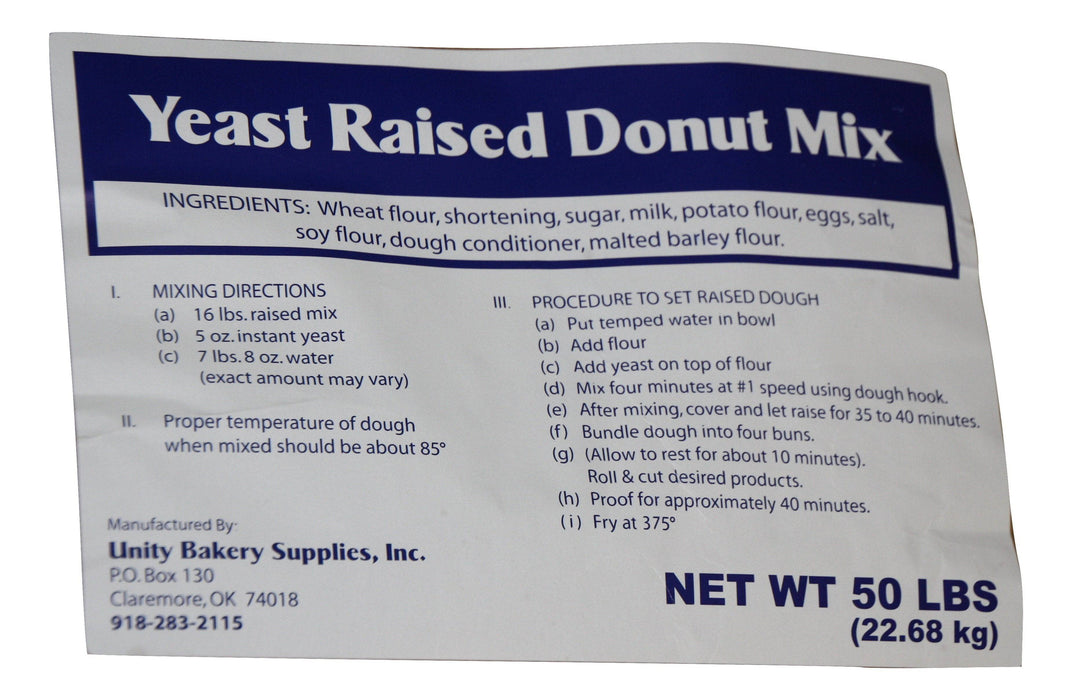 Yeast Raised Donut Mix
INGREDIENTS: Wheat flour, shortening, sugar, milk, potato flour, eggs, salt,
soy flour, dough conditioner, malted barley flour.
I. MIXING DIRECTIONS
(a) 16 lbs. raised mix
(b) 5 oz. instant yeast
(c) 7 lbs. 8 oz. water
(exact amount may vary)
II. Proper temperature of dough
when mixed should be about 85°
III. PROCEDURE TO SET RAISED DOUGH
(a) Put temped water in bowl
(b) Add flour
(c) Add yeast on top of flour
(d) Mix four minutes at #1 speed using dough hook.
(e) After mixing, cover and let raise for 35 to 40 minutes.
(f) Bundle dough into four buns.
(g) (Allow to rest for about 10 minutes).
Roll & cut desired products.
(h) Proof for approximately 40 minutes.
(i) Fry at 375°
Manufactured By:
Unity Bakery Supplies, Inc.
P.O. Box 130
Claremore, OK 74018
918-283-2115
NET WT 50 LBS
(22.68 kg)